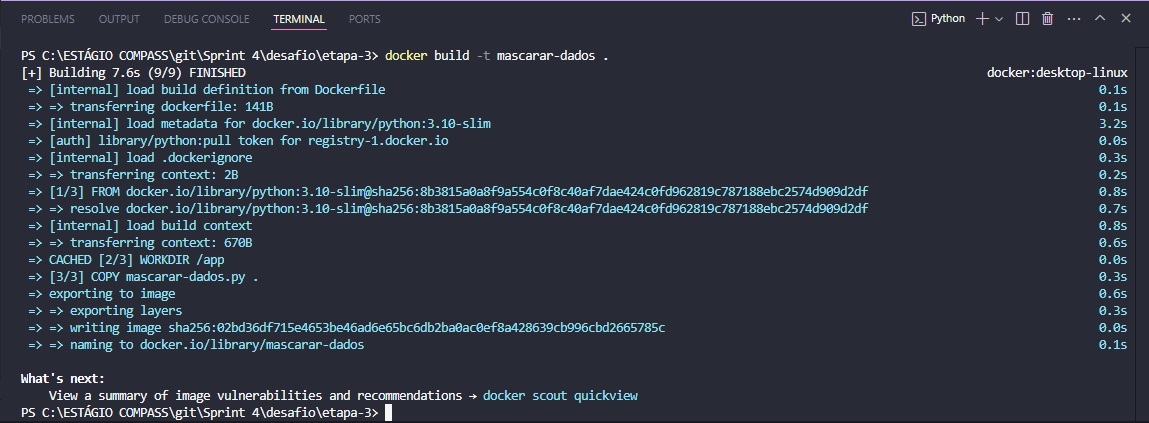 PROBLEMS OUTPUT DEBUG CONSOLE TERMINAL PORTS Python
PS C:\ESTÁGIO COMPASS\git\Sprint 4\desafio\etapa-3> docker build -t mascarar-dados .
[+] Building 7.6s (9/9) FINISHED docker:desktop-linux
=> [internal] load build definition from Dockerfile 0.1s
=> => transferring dockerfile: 141B 0.1s
=> [internal] load metadata for docker.io/library/python:3.10-slim 3.2s
=> [auth] library/python:pull token for registry-1.docker.io 0.0s
=> [internal] load .dockerignore 0.3s
=> => transferring context: 2B 0.2s
=> [1/3] FROM docker.io/library/python:3.10-slim@sha256:8b3815a0a8f9a554c0f8c40af7dae424c0fd962819c787188ebc2574d909d2df 0.8s
=> => resolve docker.io/library/python:3.10-slim@sha256:8b3815a0a8f9a554c0f8c40af7dae424c0fd962819c787188ebc2574d909d2df 0.7s
=> [internal] load build context 0.8s
=> => transferring context: 670B 0.6s
=> CACHED [2/3] WORKDIR /app 0.0s
=> [3/3] COPY mascarar-dados.py . 0.3s
=> exporting to image 0.6s
=> => exporting layers 0.3s
=> => writing image sha256:02bd36df715e4653be46ad6e65bc6db2ba0ac0ef8a428639cb996cbd2665785c 0.0s
=> => naming to docker.io/library/mascarar-dados 0.1s
What's next:
View a summary of image vulnerabilities and recommendations → docker scout quickview
PS C:\ESTÁGIO COMPASS\git\Sprint 4\desafio\etapa-3>